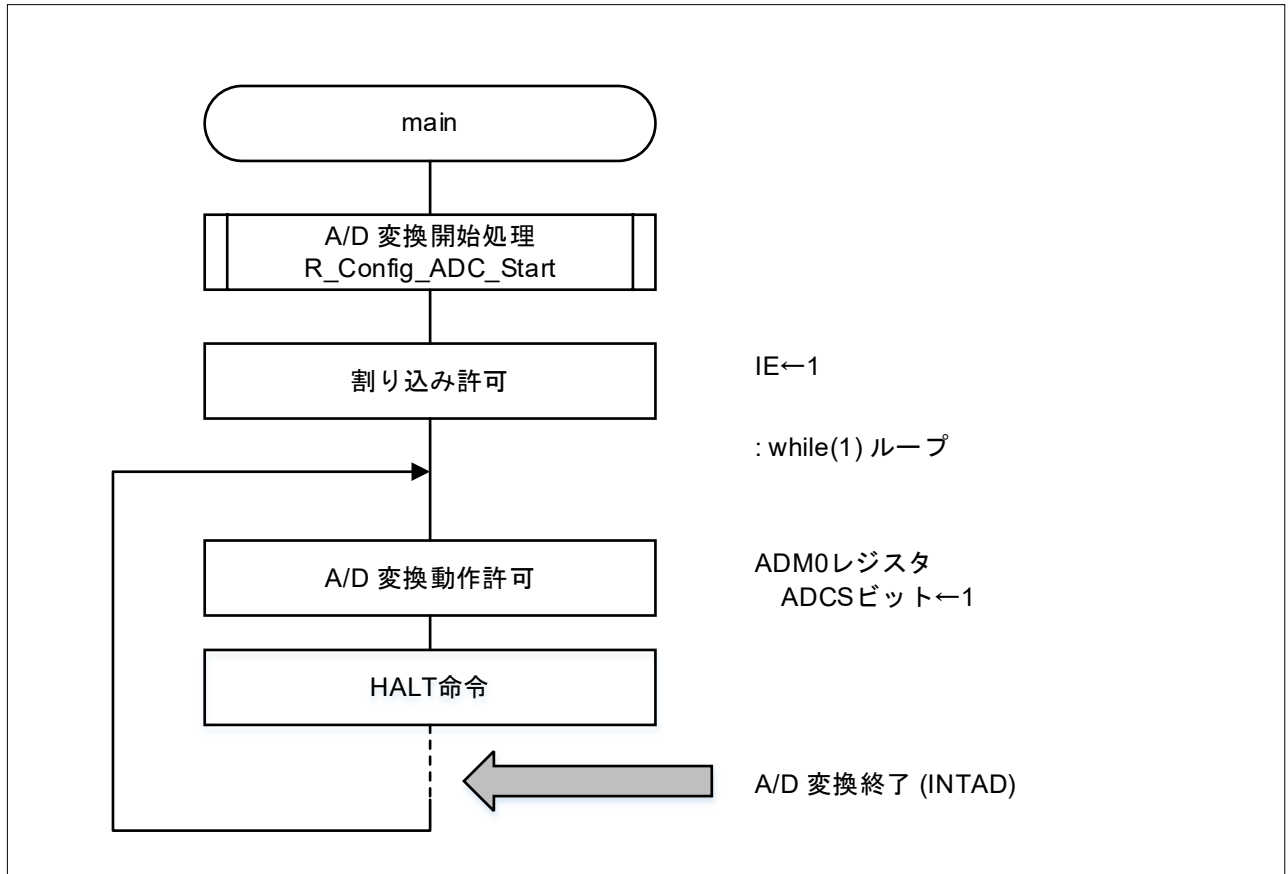 main
A/D 変換開始処理
R_Config_ADC_Start
割り込み許可
IE←1
: while(1) ループ
A/D 変換動作許可
ADM0レジスタ
ADCSビット←1
HALT命令
A/D 変換終了 (INTAD)